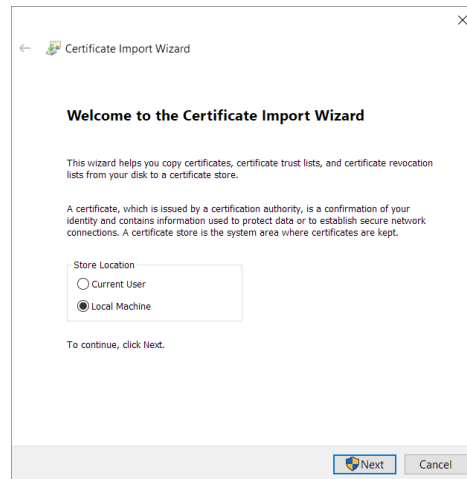 Certificate Import Wizard
Welcome to the Certificate Import Wizard
This wizard helps you copy certificates, certificate trust lists, and certificate revocation
lists from your disk to a certificate store.
A certificate, which is issued by a certification authority, is a confirmation of your
identity and contains information used to protect data or to establish secure network
connections. A certificate store is the system area where certificates are kept.
Store Location
Current User
Local Machine
To continue, click Next.
Next
Cancel